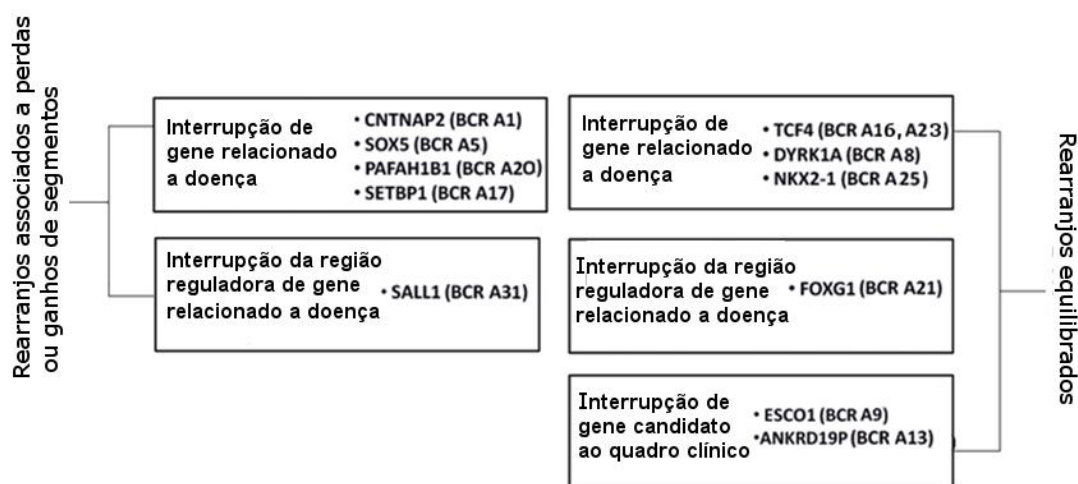 Rearranjos associados a perdas
ou ganhos de segmentos
Interrupção de
gene relacionado
a doença
• CNTNAP2 (BCR A1)
• SOX5 (BCR A5)
• PAFAH1B1 (BCR A20)
• SETBP1 (BCR A17)
Interrupção da região
reguladora de gene
relacionado a doença
• SALL1 (BCR A31)
Interrupção de
gene relacionado
a doença
• TCF4 (BCR A16, A23)
• DYRK1A (BCR A8)
• NKX2-1 (BCR A25)
Interrupção da região
reguladora de gene
relacionado a doença
• FOXG1 (BCR A21)
Interrupção de
gene candidato
ao quadro clínico
• ESCO1 (BCR A9)
•ANKRD19P(BCR A13)
Rearranjos equilibrados